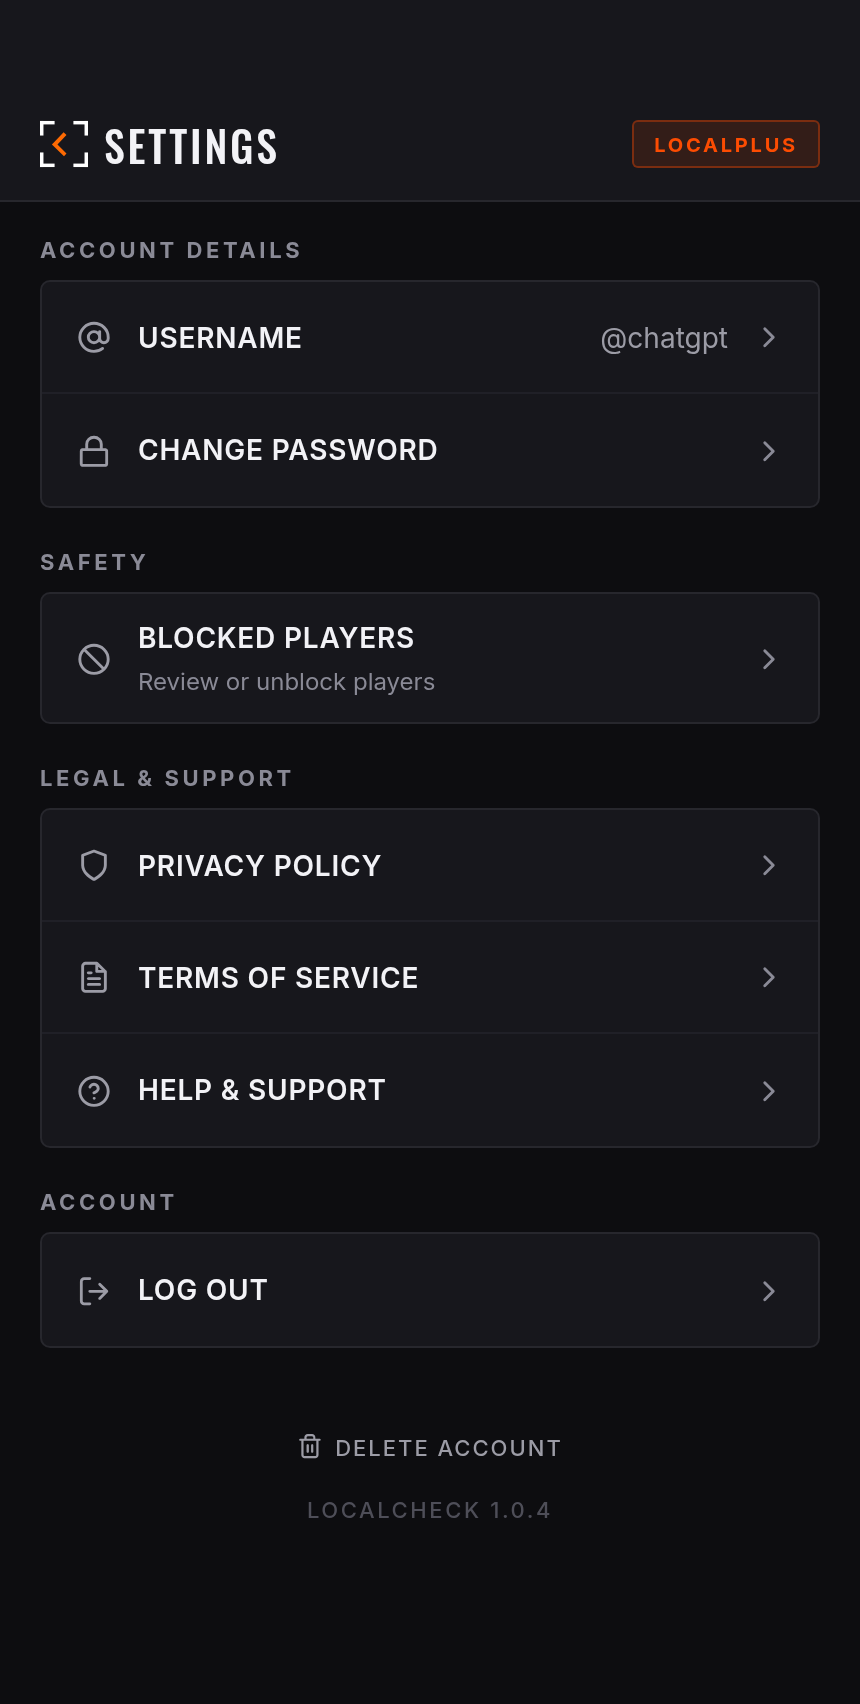 SETTINGS
LOCALPLUS
ACCOUNT DETAILS
USERNAME @chatgpt
CHANGE PASSWORD
SAFETY
BLOCKED PLAYERS
Review or unblock players
LEGAL & SUPPORT
PRIVACY POLICY
TERMS OF SERVICE
HELP & SUPPORT
ACCOUNT
LOG OUT
DELETE ACCOUNT
LOCALCHECK 1.0.4